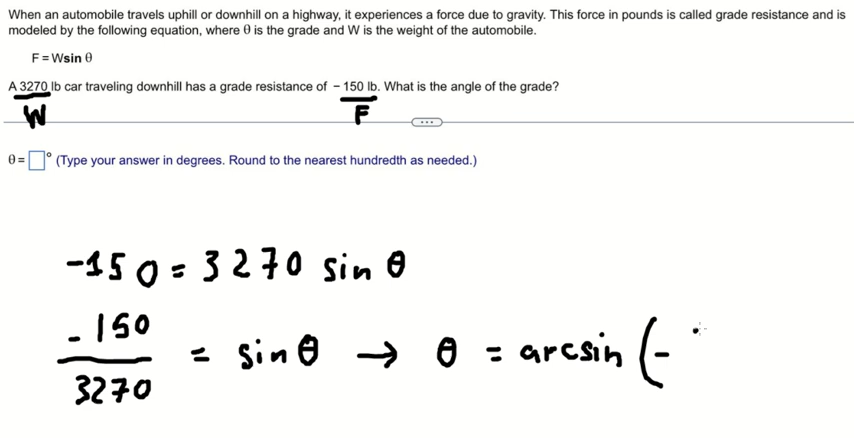 When an automobile travels uphill or downhill on a highway, it experiences a force due to gravity. This force in pounds is called grade resistance and is
modeled by the following equation, where θ is the grade and W is the weight of the automobile.
F = Wsin θ
A 3270 lb car traveling downhill has a grade resistance of − 150 lb. What is the angle of the grade?
W F
θ = ° (Type your answer in degrees. Round to the nearest hundredth as needed.)
-150 = 3270 sin θ
-150/3270 = sin θ → θ = arcsin (-